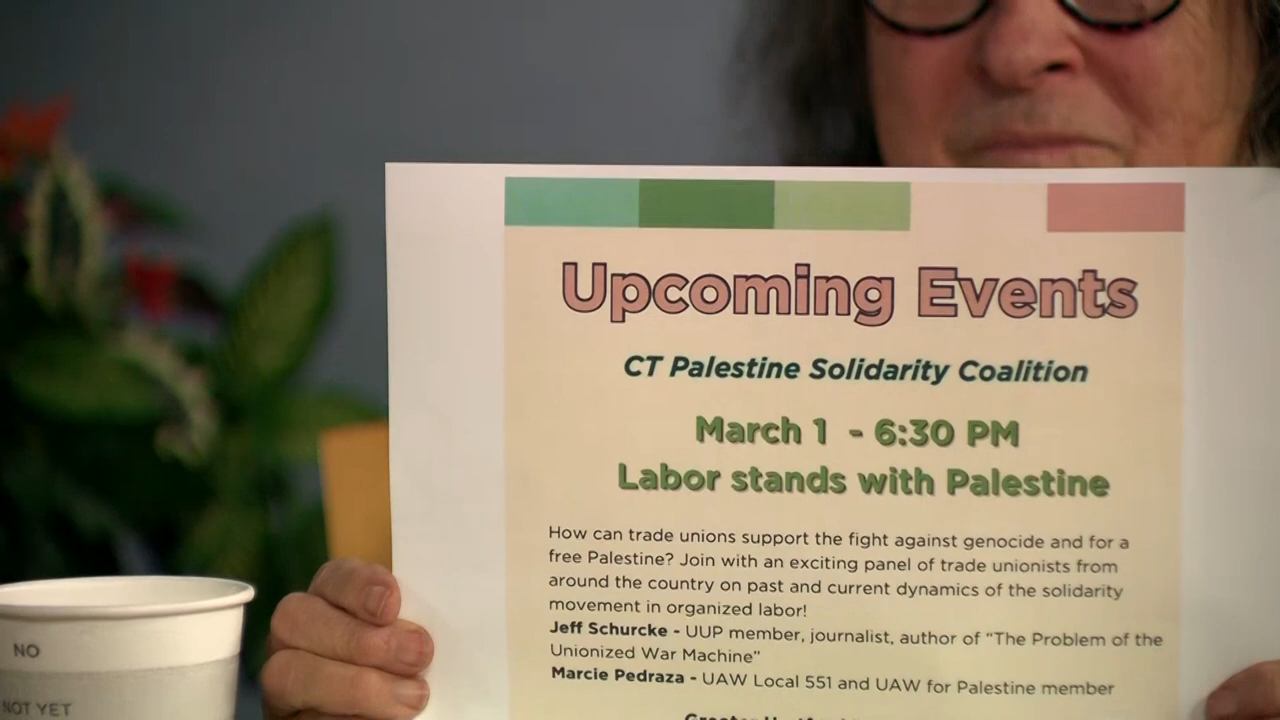 Upcoming Events
CT Palestine Solidarity Coalition
March 1 - 6:30 PM
Labor stands with Palestine
How can trade unions support the fight against genocide and for a
free Palestine? Join with an exciting panel of trade unionists from
around the country on past and current dynamics of the solidarity
movement in organized labor!
Jeff Schurcke - UUP member, journalist, author of "The Problem of the
Unionized War Machine"
Marcie Pedraza - UAW Local 551 and UAW for Palestine member
NO
NOT YET